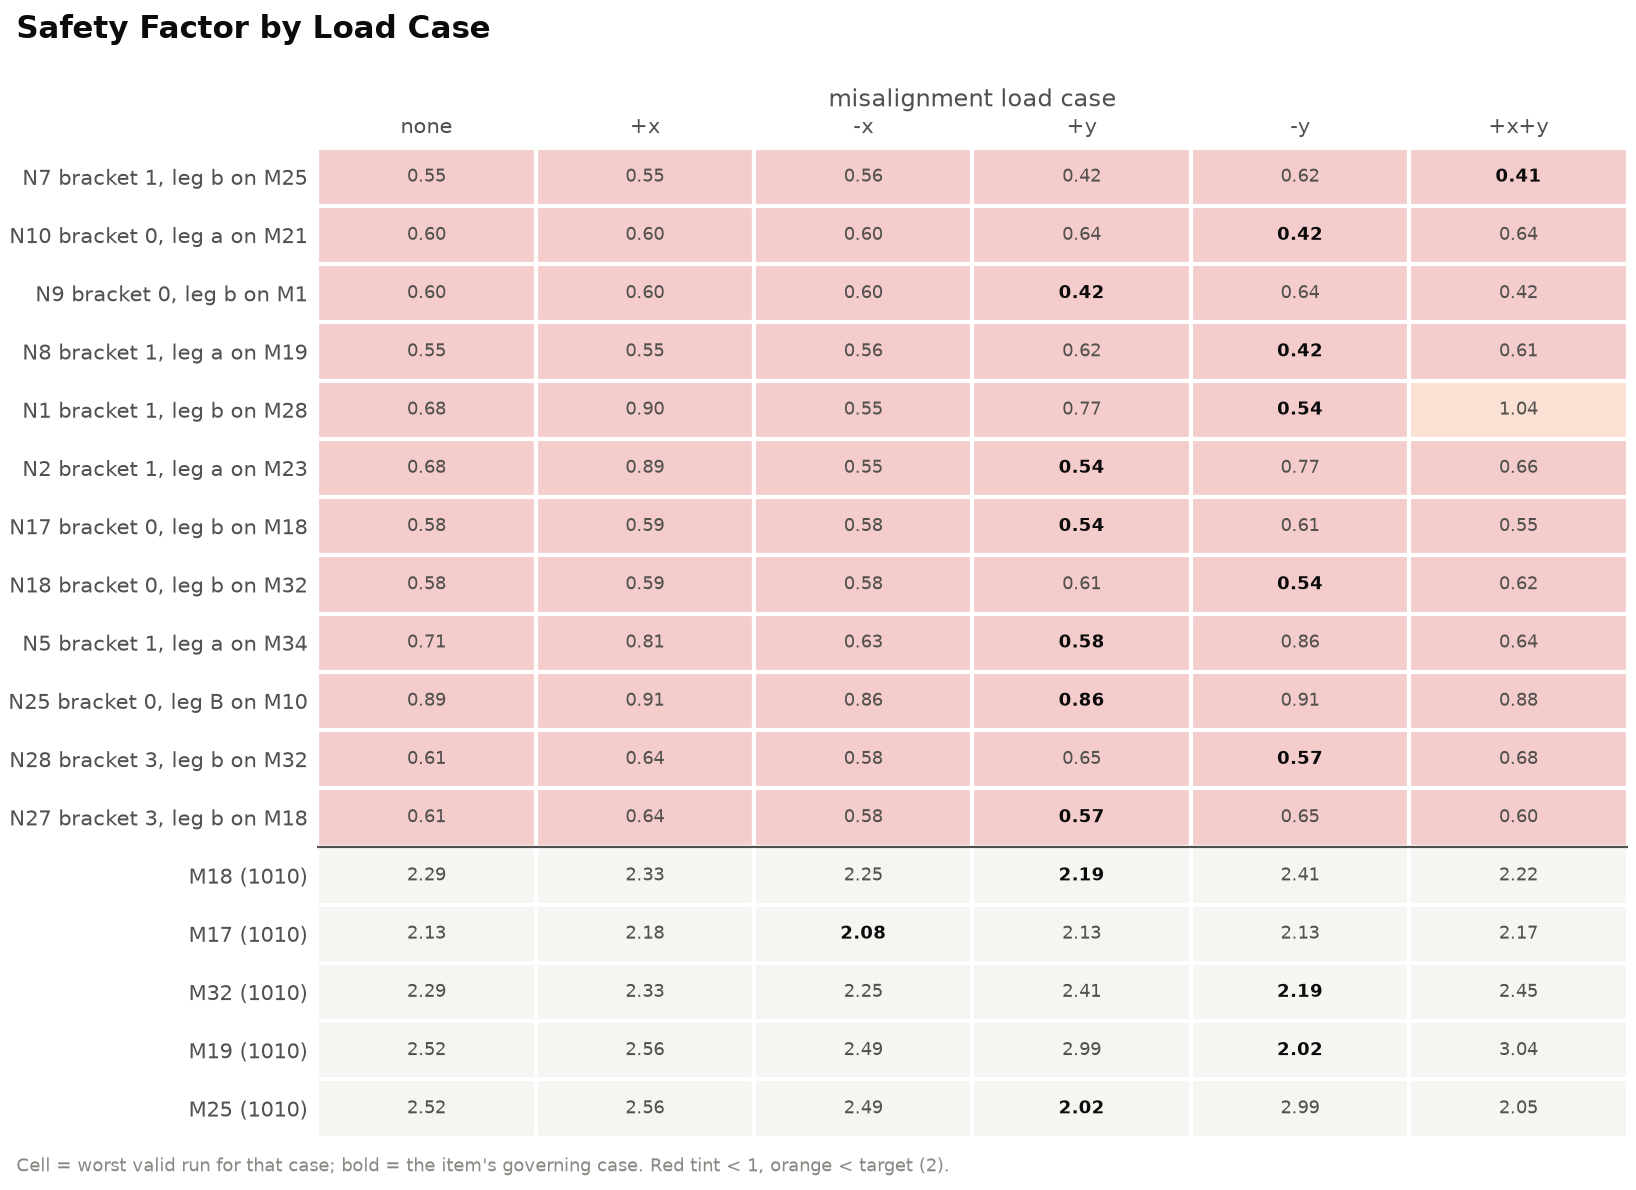 Safety Factor by Load Case
misalignment load case
none +x -x +y -y +x+y
N7 bracket 1, leg b on M25 0.55 0.55 0.56 0.42 0.62 0.41
N10 bracket 0, leg a on M21 0.60 0.60 0.60 0.64 0.42 0.64
N9 bracket 0, leg b on M1 0.60 0.60 0.60 0.42 0.64 0.42
N8 bracket 1, leg a on M19 0.55 0.55 0.56 0.62 0.42 0.61
N1 bracket 1, leg b on M28 0.68 0.90 0.55 0.77 0.54 1.04
N2 bracket 1, leg a on M23 0.68 0.89 0.55 0.54 0.77 0.66
N17 bracket 0, leg b on M18 0.58 0.59 0.58 0.54 0.61 0.55
N18 bracket 0, leg b on M32 0.58 0.59 0.58 0.61 0.54 0.62
N5 bracket 1, leg a on M34 0.71 0.81 0.63 0.58 0.86 0.64
N25 bracket 0, leg B on M10 0.89 0.91 0.86 0.86 0.91 0.88
N28 bracket 3, leg b on M32 0.61 0.64 0.58 0.65 0.57 0.68
N27 bracket 3, leg b on M18 0.61 0.64 0.58 0.57 0.65 0.60
M18 (1010) 2.29 2.33 2.25 2.19 2.41 2.22
M17 (1010) 2.13 2.18 2.08 2.13 2.13 2.17
M32 (1010) 2.29 2.33 2.25 2.41 2.19 2.45
M19 (1010) 2.52 2.56 2.49 2.99 2.02 3.04
M25 (1010) 2.52 2.56 2.49 2.02 2.99 2.05
Cell = worst valid run for that case; bold = the item's governing case. Red tint < 1, orange < target (2).